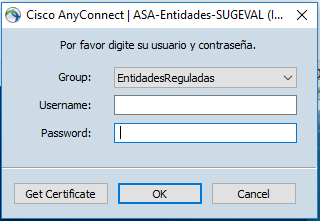 Cisco AnyConnect | ASA-Entidades-SUGEVAL (
Por favor digite su usuario y contraseña.
Group: EntidadesReguladas
Username:
Password:
Get Certificate OK Cancel